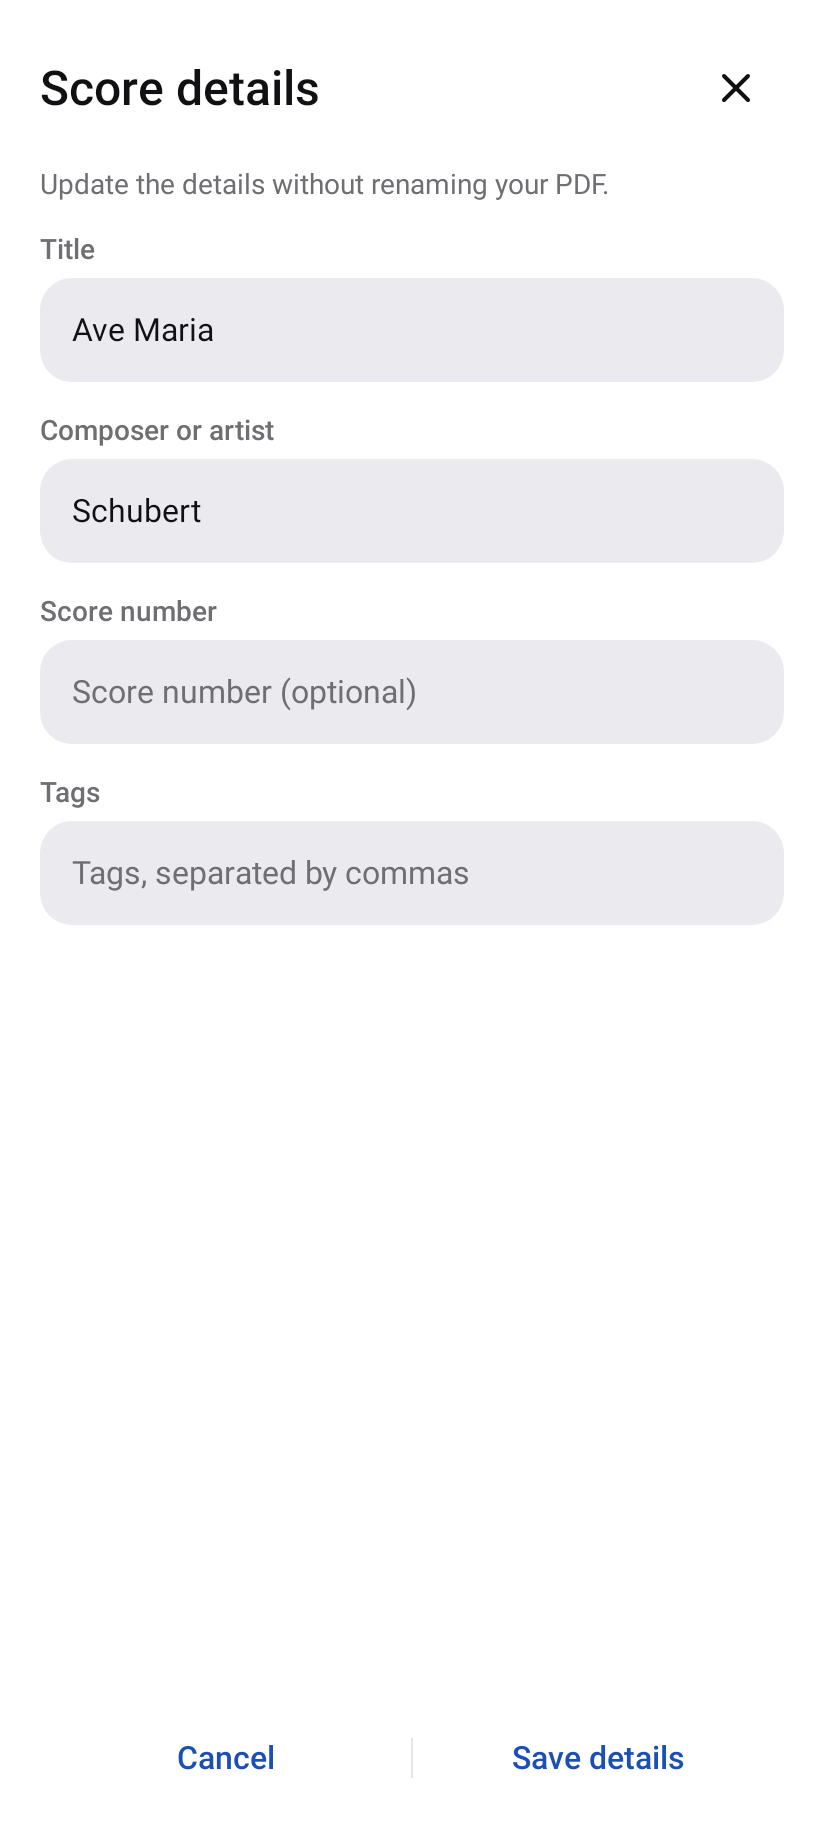 Score details
Update the details without renaming your PDF.
Title
Ave Maria
Composer or artist
Schubert
Score number
Score number (optional)
Tags
Tags, separated by commas
Cancel
Save details